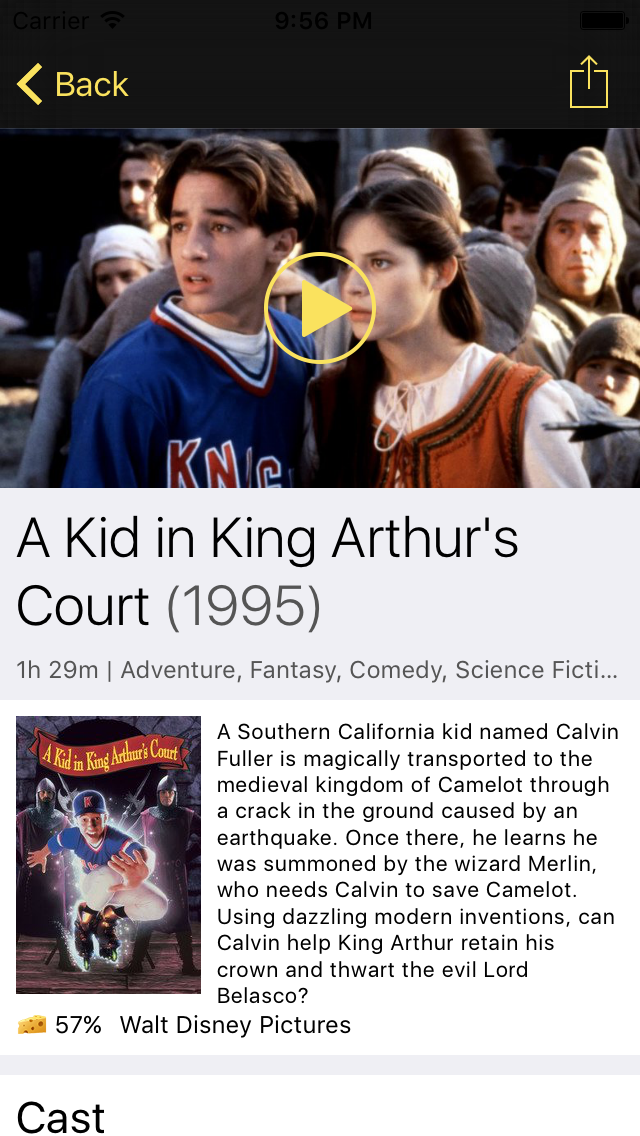 Carrier 9:56 PM
Back
KNIG
A Kid in King Arthur's
Court (1995)
1h 29m | Adventure, Fantasy, Comedy, Science Ficti...
A Kid in King Arthur's Court
K
A Southern California kid named Calvin
Fuller is magically transported to the
medieval kingdom of Camelot through
a crack in the ground caused by an
earthquake. Once there, he learns he
was summoned by the wizard Merlin,
who needs Calvin to save Camelot.
Using dazzling modern inventions, can
Calvin help King Arthur retain his
crown and thwart the evil Lord
Belasco?
57% Walt Disney Pictures
Cast